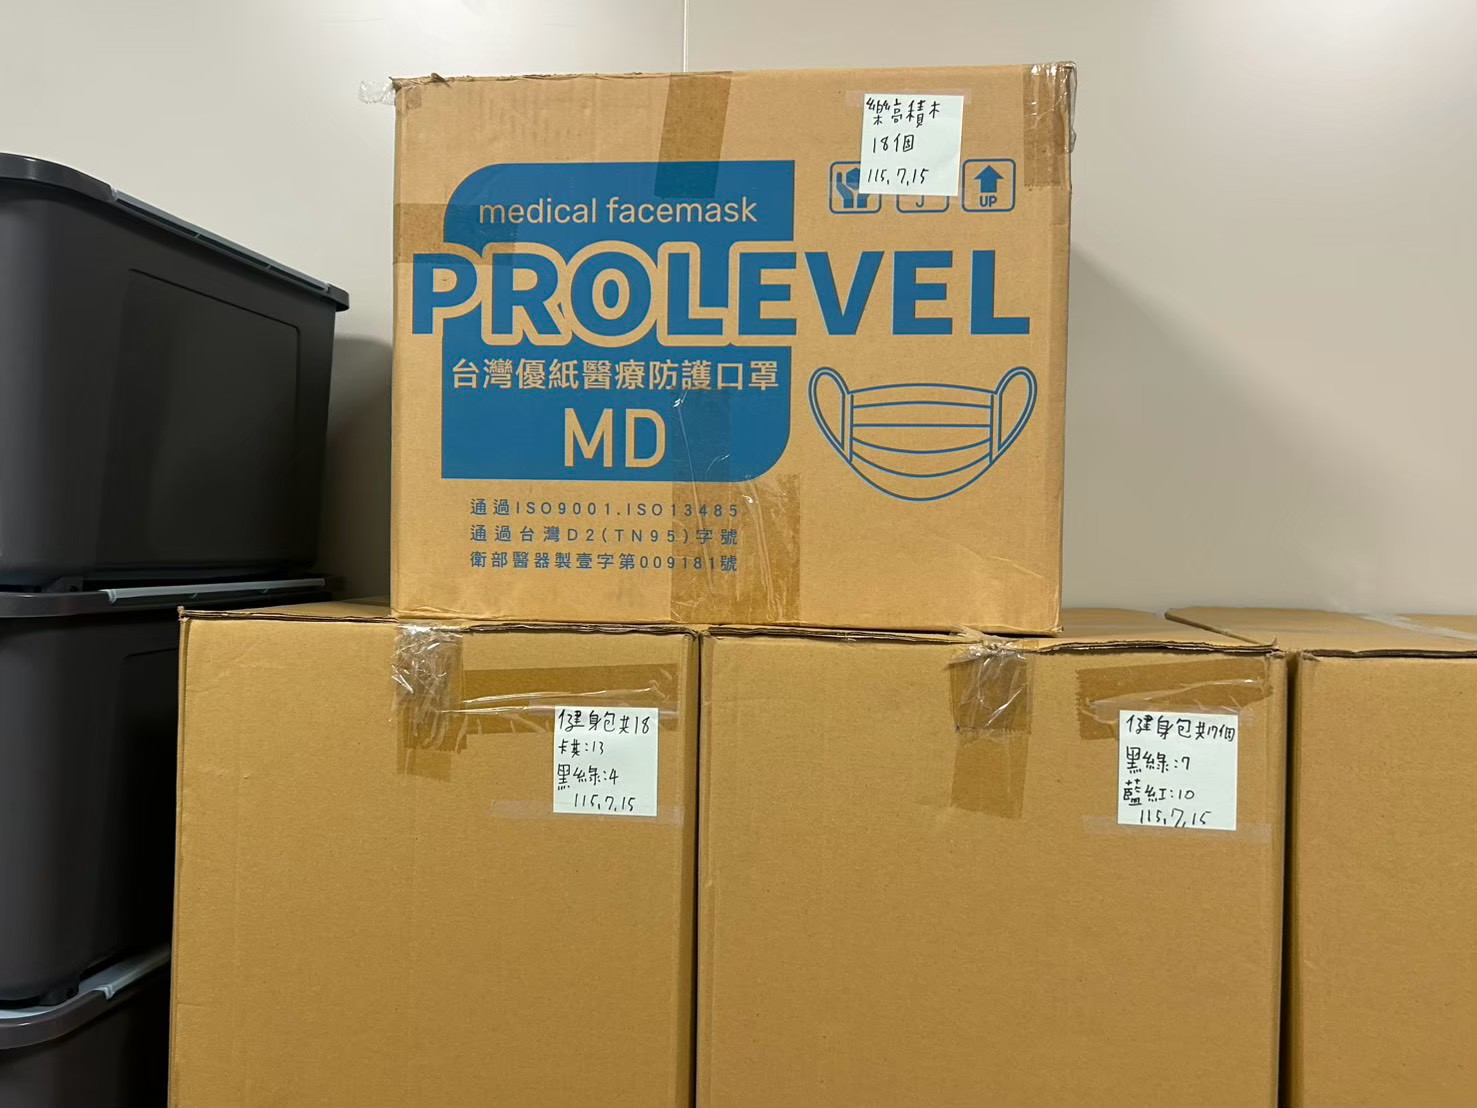 樂高積木
18個
115,7,15
UP
medical facemask
PROLEVEL
台灣優紙醫療防護口罩
MD
通過ISO9001.ISO13485
通過台灣D2(TN95)字號
衛部醫器製壹字第009181號
健身包共18
卡其:13
黑綠:4
115,7,15
健身包共17個
黑綠:7
藍紅:10
115,7,15